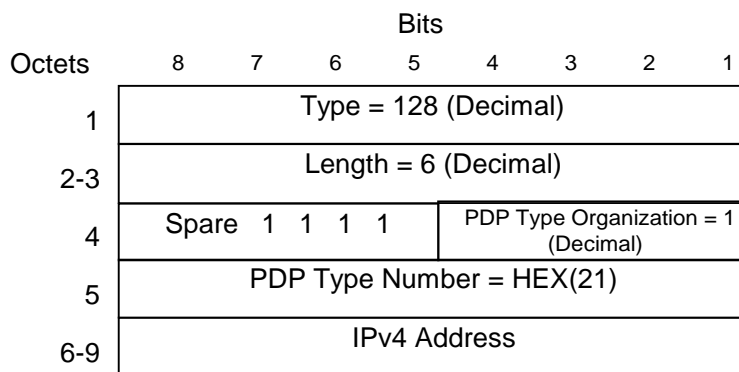 Bits
Octets 8 7 6 5 4 3 2 1
1 Type = 128 (Decimal)
2-3 Length = 6 (Decimal)
4 Spare 1 1 1 1 PDP Type Organization = 1
(Decimal)
5 PDP Type Number = HEX(21)
6-9 IPv4 Address